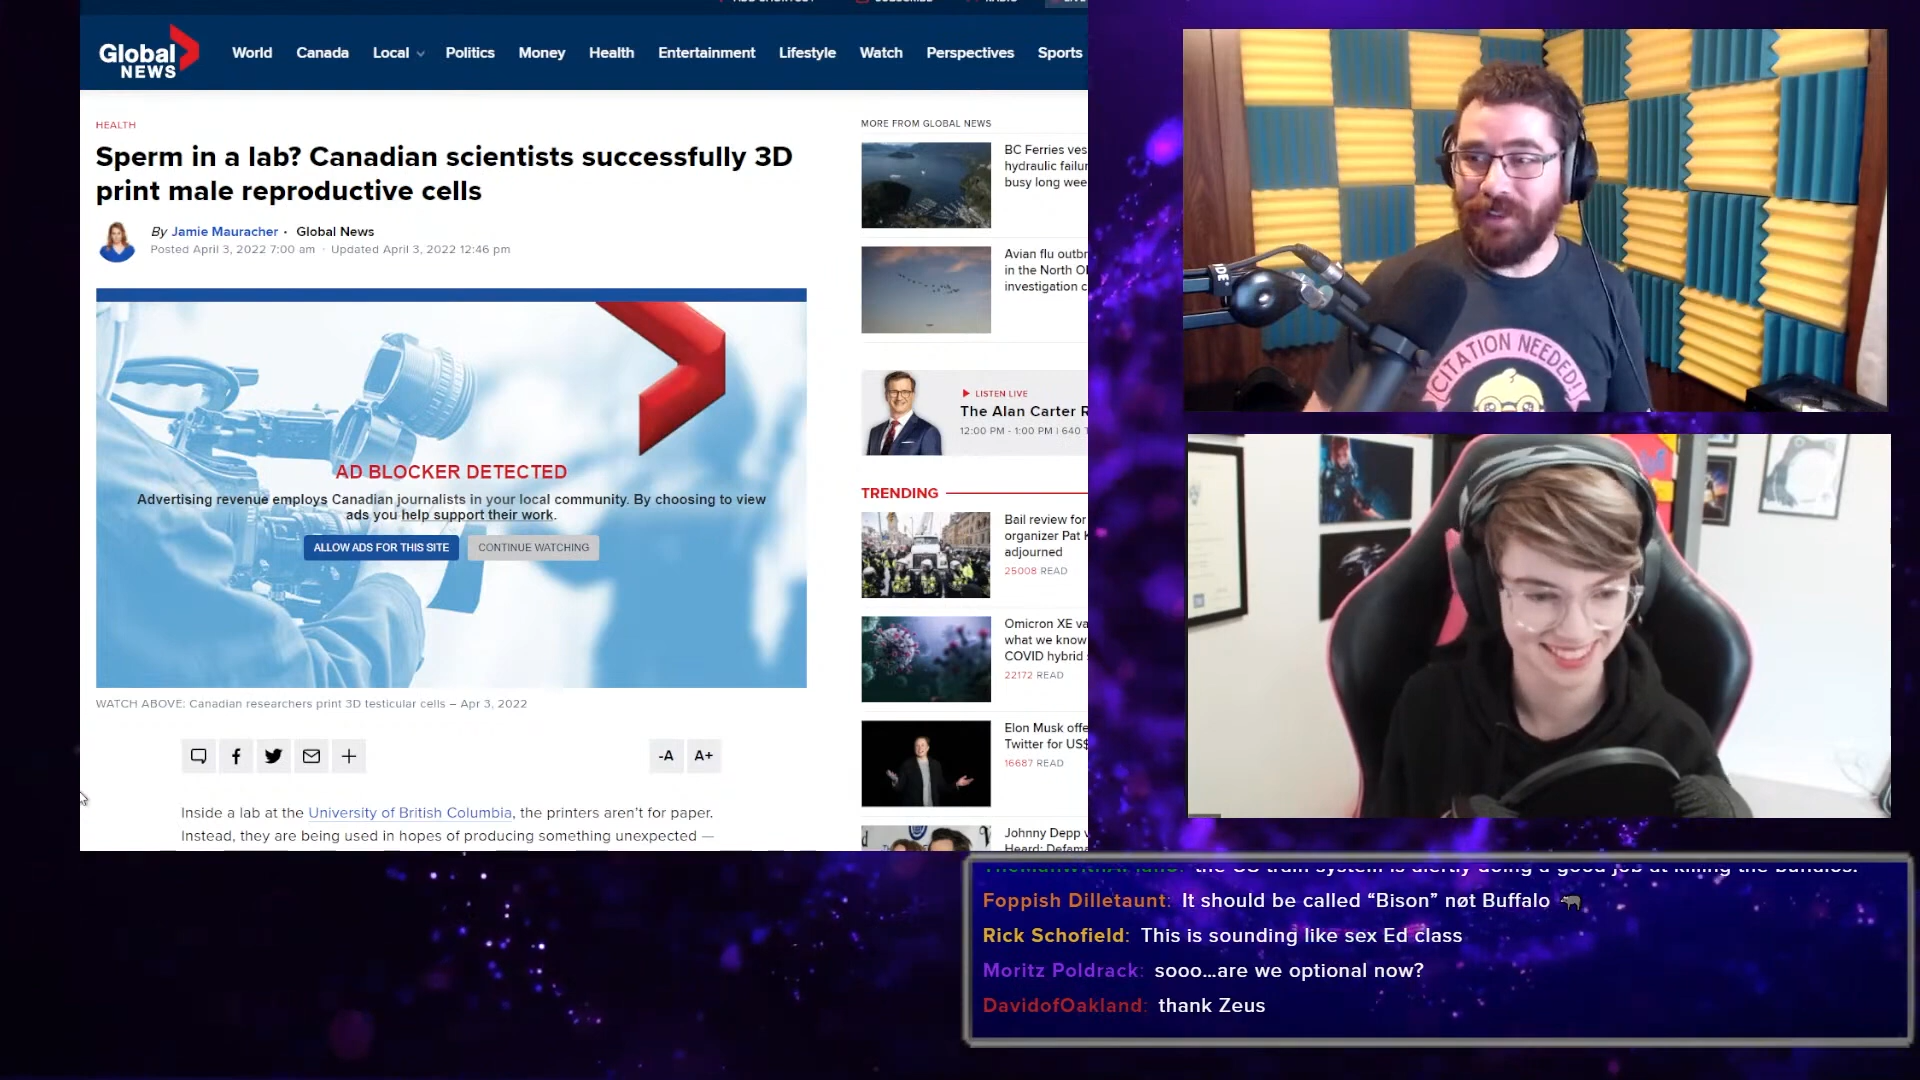 Global
NEWS
World Canada Local Politics Money Health Entertainment Lifestyle Watch Perspectives Sports
HEALTH
Sperm in a lab? Canadian scientists successfully 3D
print male reproductive cells
By Jamie Mauracher · Global News
Posted April 3, 2022 7:00 am · Updated April 3, 2022 12:46 pm
AD BLOCKER DETECTED
Advertising revenue employs Canadian journalists in your local community. By choosing to view
ads you help support their work.
ALLOW ADS FOR THIS SITE CONTINUE WATCHING
WATCH ABOVE: Canadian researchers print 3D testicular cells – Apr 3, 2022
-A A+
Inside a lab at the University of British Columbia, the printers aren't for paper.
Instead, they are being used in hopes of producing something unexpected —
MORE FROM GLOBAL NEWS
BC Ferries ves
hydraulic failur
busy long wee
Avian flu outbr
in the North O
investigation c
LISTEN LIVE
The Alan Carter R
12:00 PM - 1:00 PM | 640 T
TRENDING
Bail review for
organizer Pat K
adjourned
25008 READ
Omicron XE va
what we know
COVID hybrid
22172 READ
Elon Musk offe
Twitter for US$
16687 READ
Johnny Depp v
Heard: Defama
CITATION NEEDED!
Foppish Dilletaunt: It should be called “Bison” nøt Buffalo
Rick Schofield: This is sounding like sex Ed class
Moritz Poldrack: sooo...are we optional now?
DavidofOakland: thank Zeus